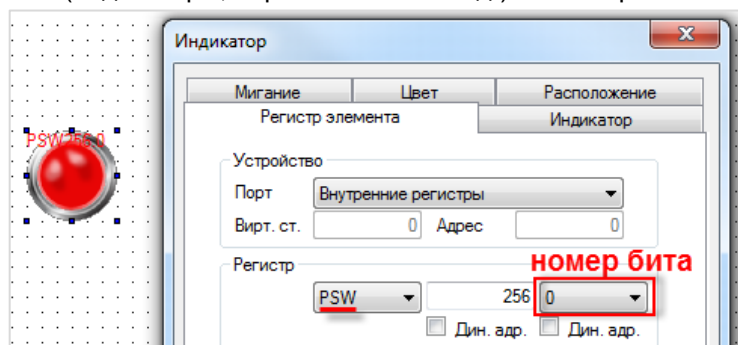 Индикатор
Мигание Цвет Расположение
Регистр элемента Индикатор
PSW256.0
Устройство
Порт Внутренние регистры
Вирт. ст. 0 Адрес 0
номер бита
Регистр
PSW 256 0
Дин. адр. Дин. адр.